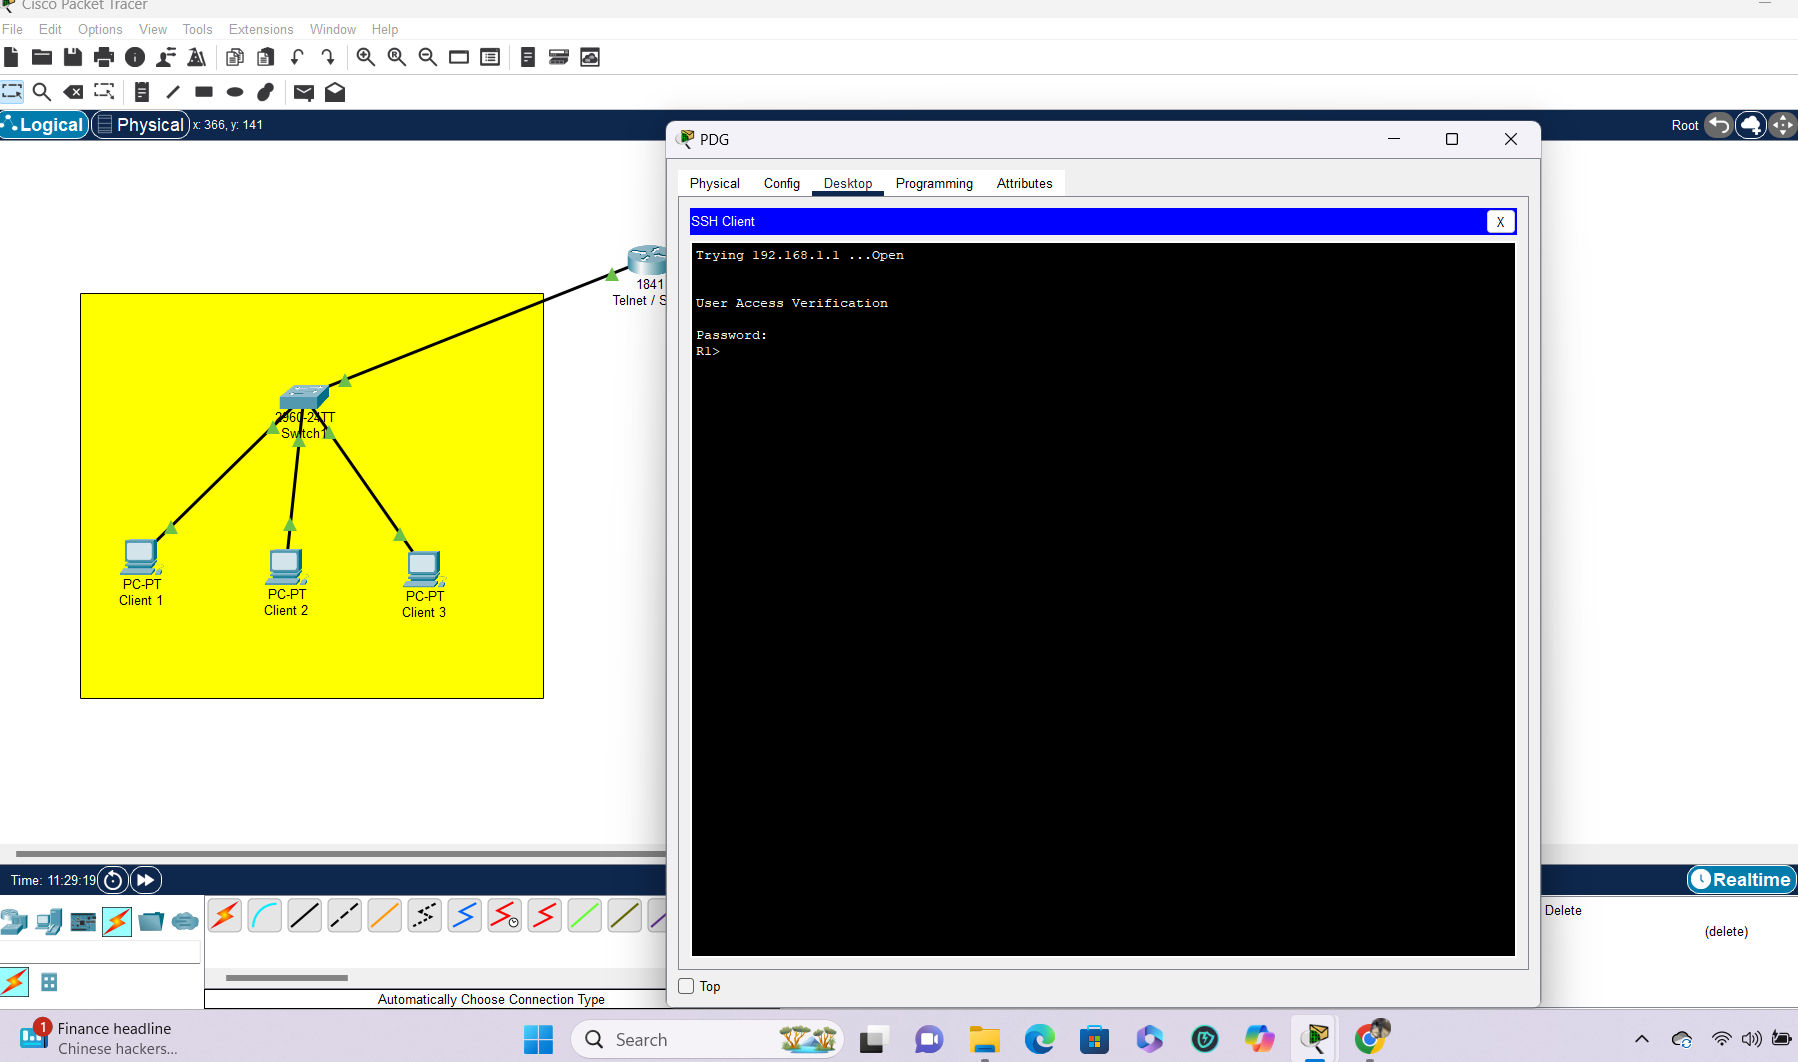 Cisco Packet Tracer
File Edit Options View Tools Extensions Window Help
Logical Physical x: 366, y: 141
Root
PDG
Physical Config Desktop Programming Attributes
SSH Client
X
Trying 192.168.1.1 ...Open
User Access Verification
Password:
R1>
1841
Telnet / S
2960-24TT
Switch1
PC-PT
Client 1
PC-PT
Client 2
PC-PT
Client 3
Time: 11:29:19
Realtime
Delete
(delete)
Top
Automatically Choose Connection Type
1
Finance headline
Chinese hackers...
Search